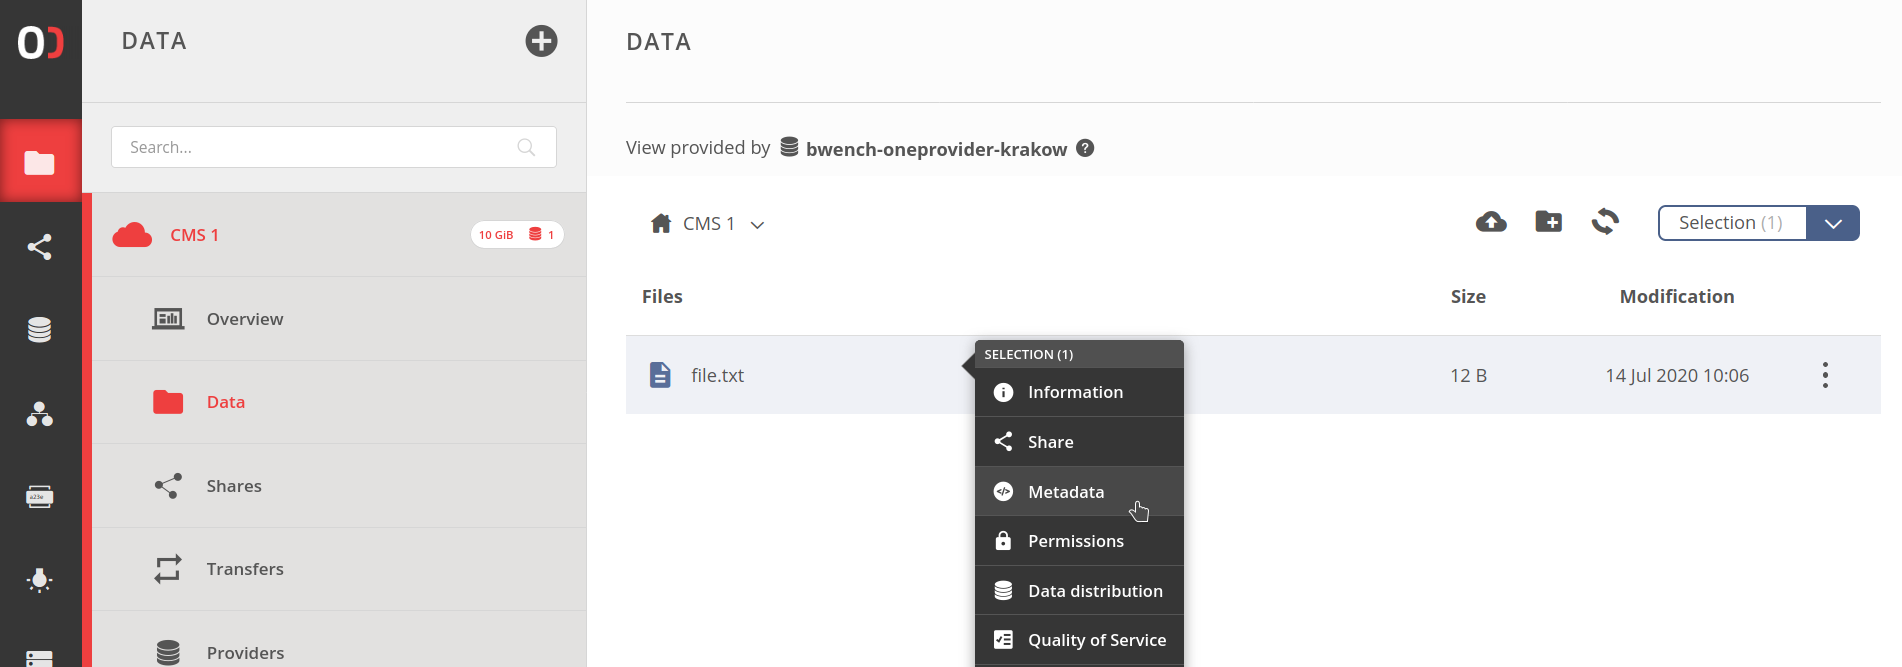 DATA
Search...
CMS 1
10 GiB 1
Overview
Data
Shares
Transfers
Providers
DATA
View provided by bwench-oneprovider-krakow ?
CMS 1
Selection (1)
Files Size Modification
file.txt 12 B 14 Jul 2020 10:06
SELECTION (1)
Information
Share
Metadata
Permissions
Data distribution
Quality of Service
a23e